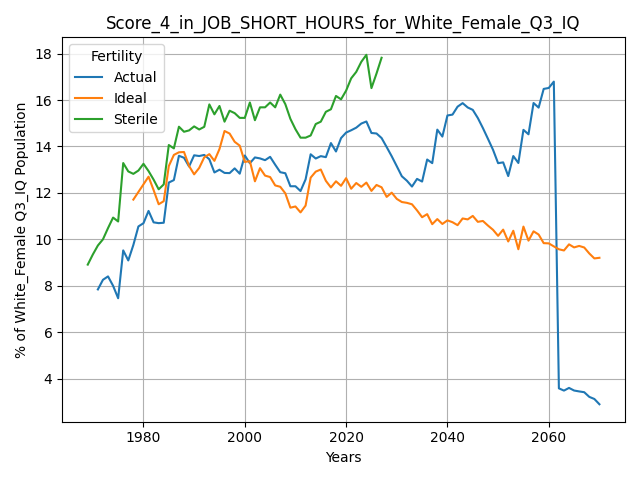 Score_4_in_JOB_SHORT_HOURS_for_White_Female_Q3_IQ
Fertility
Actual
Ideal
Sterile
% of White_Female Q3_IQ Population
18
16
14
12
10
8
6
4
1980 2000 2020 2040 2060
Years